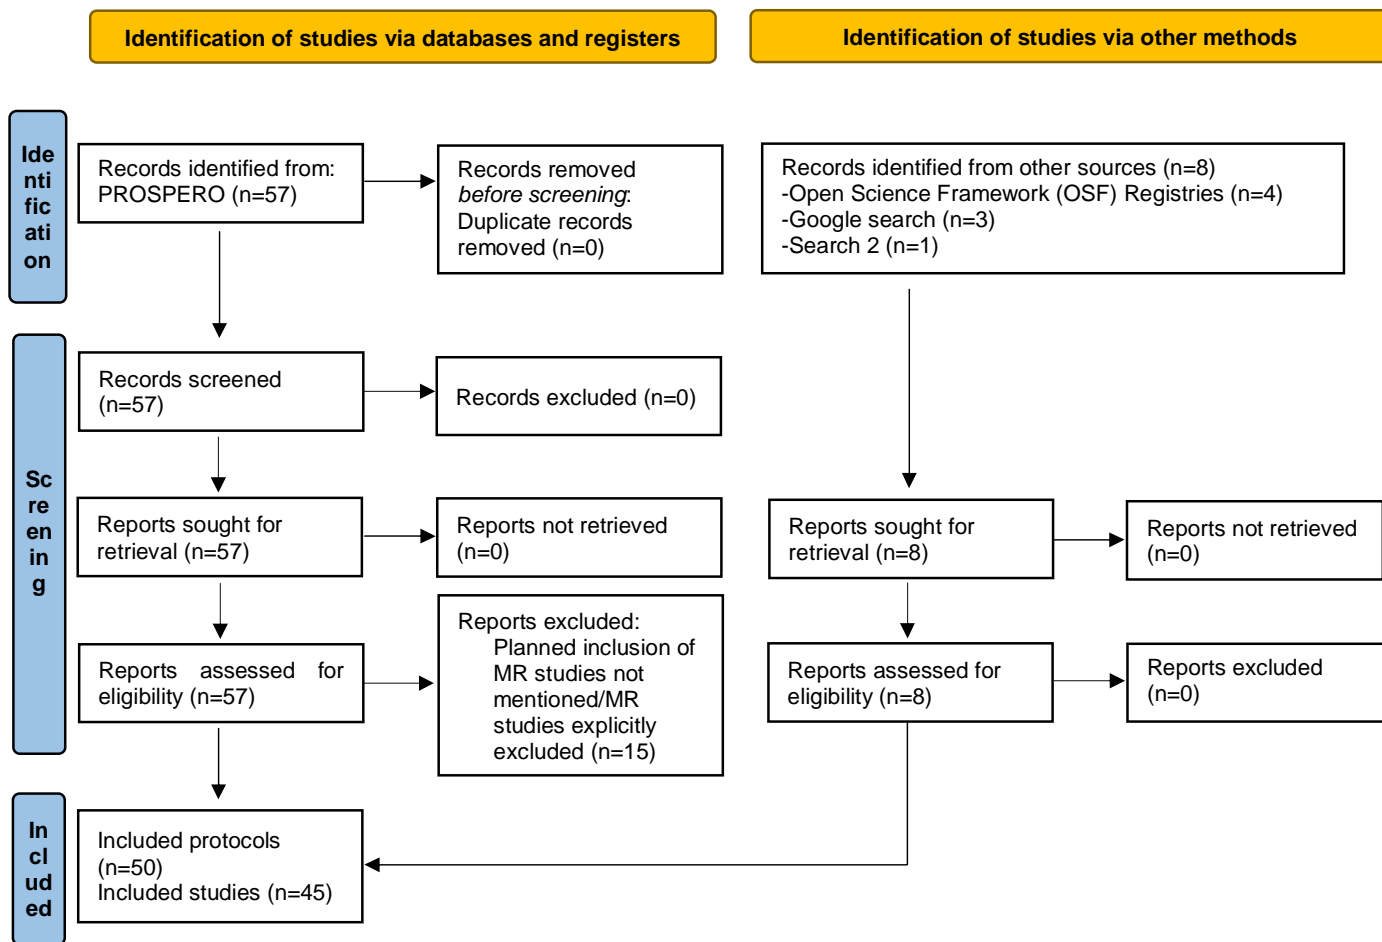 Identification of studies via databases and registers
Identification of studies via other methods
Ide
nti
fic
ati
on
Records identified from:
PROSPERO (n=57)
Records removed
before screening:
Duplicate records
removed (n=0)
Records identified from other sources (n=8)
-Open Science Framework (OSF) Registries (n=4)
-Google search (n=3)
-Search 2 (n=1)
Sc
re
en
in
g
Records screened
(n=57)
Records excluded (n=0)
Reports sought for
retrieval (n=57)
Reports not retrieved
(n=0)
Reports sought for
retrieval (n=8)
Reports not retrieved
(n=0)
Reports assessed for
eligibility (n=57)
Reports excluded:
Planned inclusion of
MR studies not
mentioned/MR
studies explicitly
excluded (n=15)
Reports assessed for
eligibility (n=8)
Reports excluded
(n=0)
In
cl
ud
ed
Included protocols
(n=50)
Included studies (n=45)